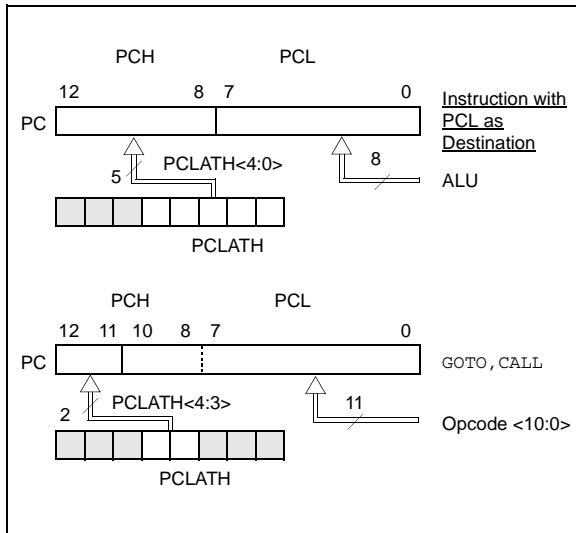 PCH PCL
12 8 7 0
PC
Instruction with
PCL as
Destination
5 PCLATH<4:0> 8
ALU
PCLATH
PCH PCL
12 11 10 8 7 0
PC GOTO, CALL
2 PCLATH<4:3> 11
Opcode <10:0>
PCLATH